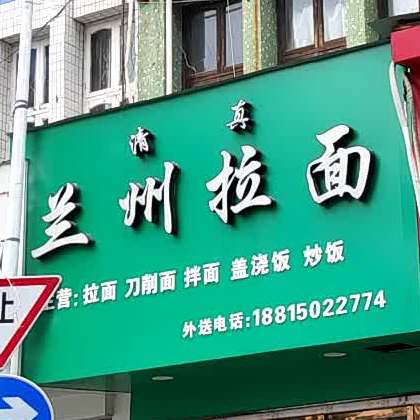 清真
兰州拉面
主营:拉面 刀削面 拌面 盖浇饭 炒饭
外送电话:18815022774